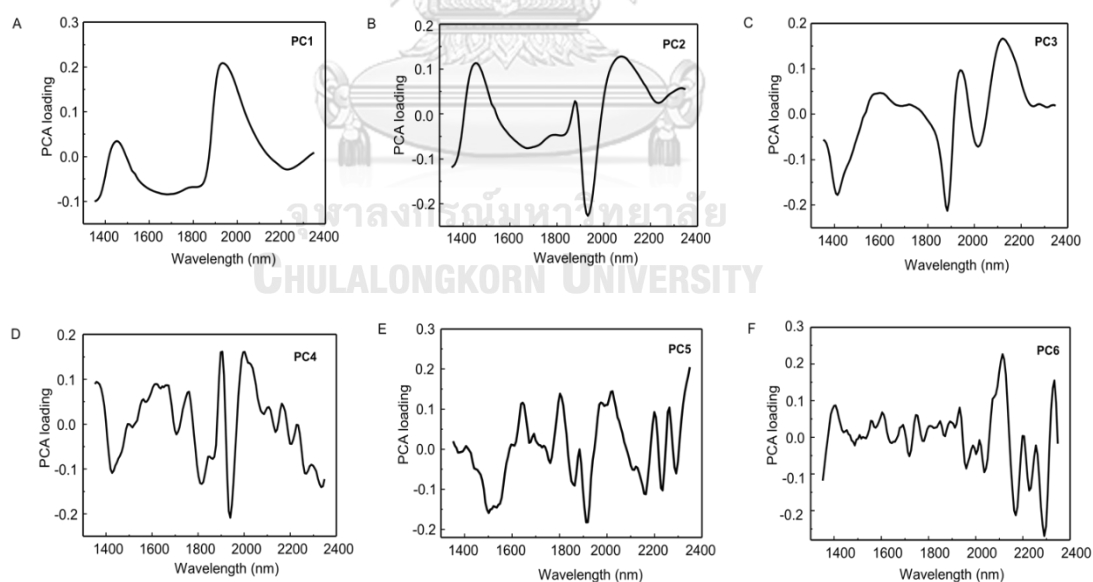 A
PC1
PCA loading
0.3
0.2
0.1
0.0
-0.1
1400 1600 1800 2000 2200 2400
Wavelength (nm)
B
PC2
PCA loading
0.2
0.1
0.0
-0.1
-0.2
1400 1600 1800 2000 2200 2400
Wavelength (nm)
C
PC3
PCA loading
0.2
0.1
0.0
-0.1
-0.2
1400 1600 1800 2000 2200 2400
Wavelength (nm)
จุฬาลงกรณ์มหาวิทยาลัย
CHULALONGKORN UNIVERSITY
D
PC4
PCA loading
0.2
0.1
0.0
-0.1
-0.2
1400 1600 1800 2000 2200 2400
Wavelength (nm)
E
PC5
PCA loading
0.3
0.2
0.1
0.0
-0.1
-0.2
1400 1600 1800 2000 2200 2400
Wavelength (nm)
F
PC6
PCA loading
0.3
0.2
0.1
0.0
-0.1
-0.2
1400 1600 1800 2000 2200 2400
Wavelength (nm)